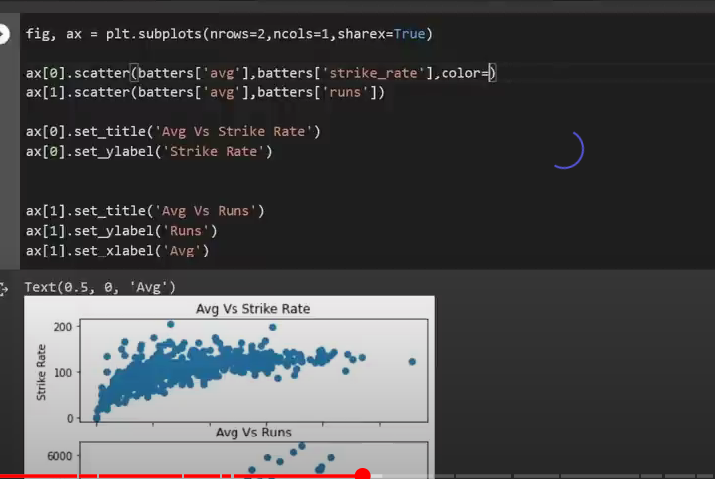 fig, ax = plt.subplots(nrows=2,ncols=1,sharex=True)
ax[0].scatter(batters['avg'],batters['strike_rate'],color=)
ax[1].scatter(batters['avg'],batters['runs'])
ax[0].set_title('Avg Vs Strike Rate')
ax[0].set_ylabel('Strike Rate')
ax[1].set_title('Avg Vs Runs')
ax[1].set_ylabel('Runs')
ax[1].set_xlabel('Avg')
Text(0.5, 0, 'Avg')
Avg Vs Strike Rate
200
100
0
Strike Rate
Avg Vs Runs
6000